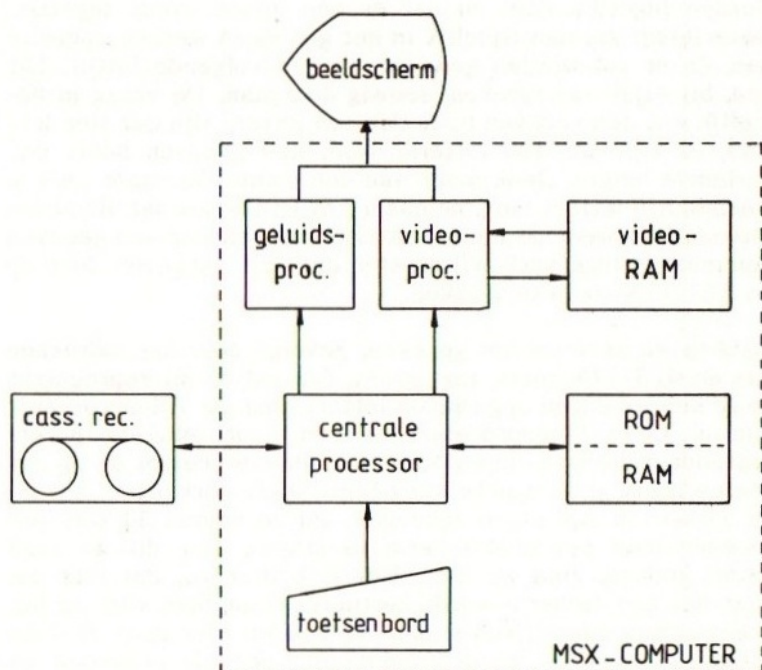 beeldscherm
geluids-
proc.
video-
proc.
video-
RAM
cass. rec.
centrale
processor
ROM
RAM
toetsenbord
MSX-COMPUTER